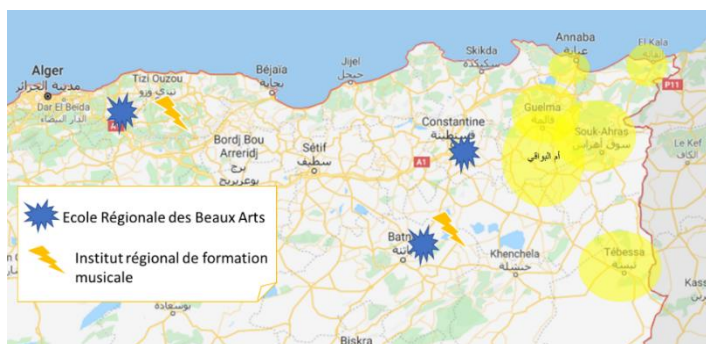 Annaba
عنابة
El Kala
Skikda
سكيكدة
Jijel
جيجل
Alger
مدينة الجزائر
Tizi Ouzou
تيزي وزو
Béjaïa
بجاية
P11
Dar El Beida
الدار البيضاء
Guelma
قالمة
Constantine
قسنطينة
Souk-Ahras
سوق أهراس
Le Kef
الكاف
Bordj Bou
Arreridj
برج
بوعريريج
Sétif
سطيف
A1
أم البواقي
Ecole Régionale des Beaux Arts
Institut régional de formation
musicale
باتنة
Khenchela
خنشلة
Tébessa
تبسة
بوسعادة
Biskra